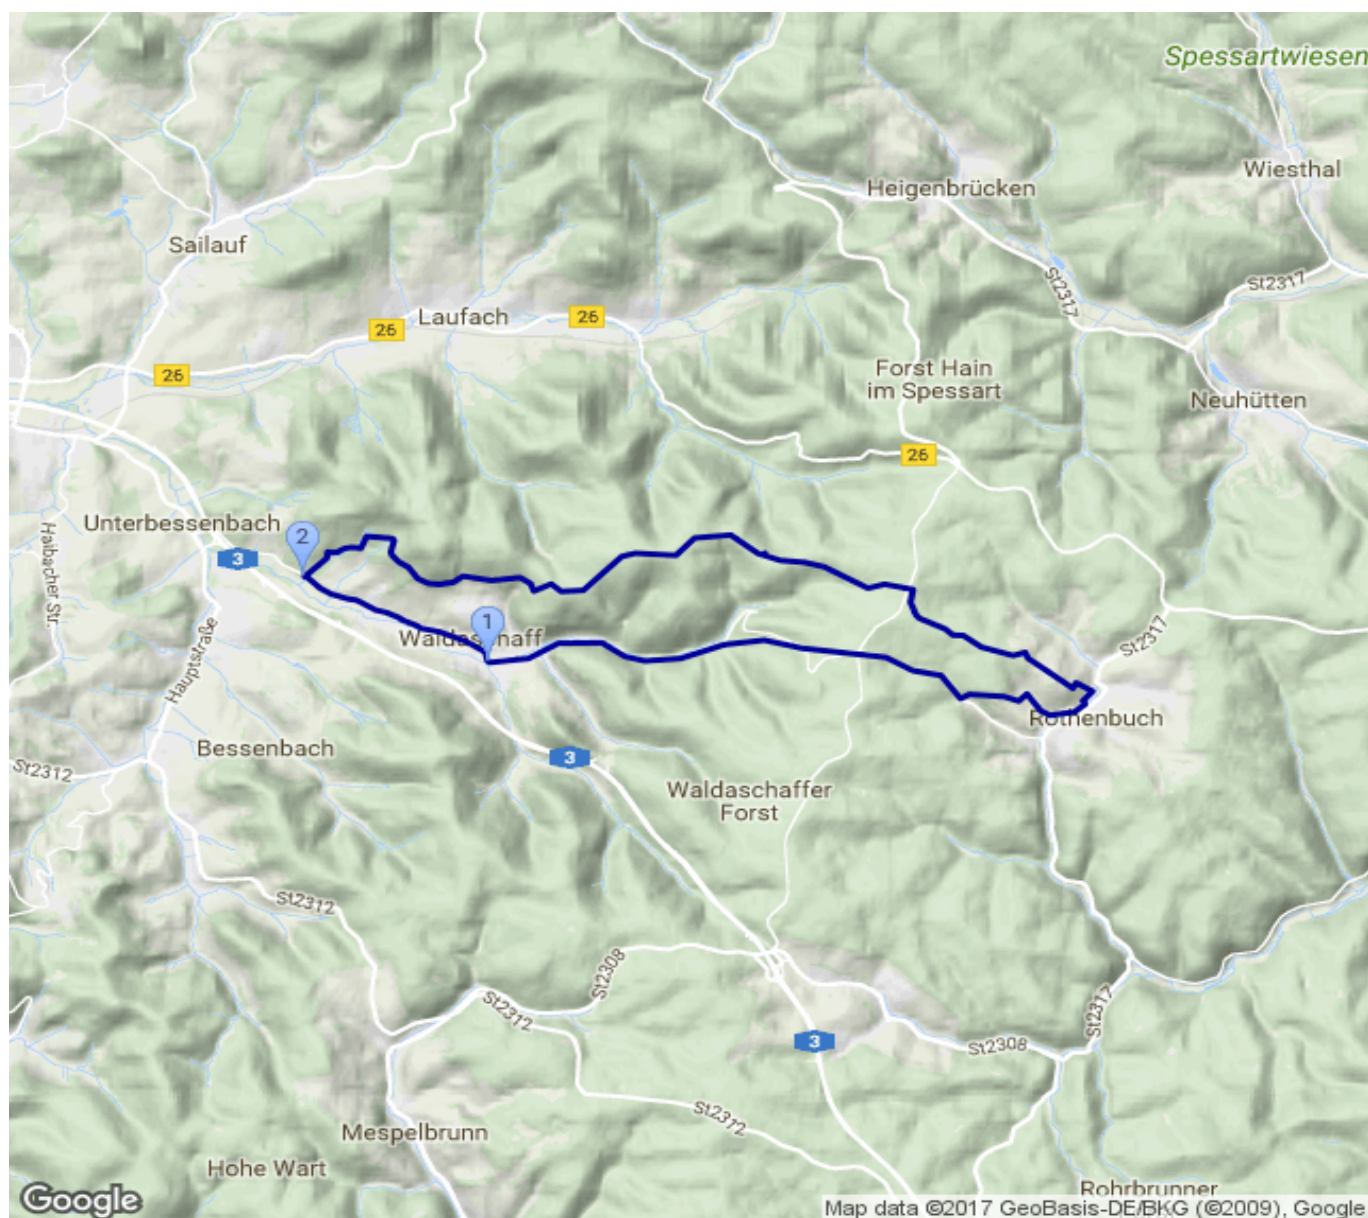 Spessartwiesen
Wiesthal
Heigenbrücken
Sailauf
St2317
St2317
Laufach
26
26
26
Forst Hain
im Spessart
Neuhütten
26
Unterbessenbach
Haibacher Str.
3
2
1
Waldaschaff
St2317
Hauptstraße
Rothenbuch
Bessenbach
3
St2312
Waldaschaffer
Forst
St2312
St2308
St2312
St2317
3
St2308
St2312
Mespelbrunn
Hohe Wart
Rohrbrunner
Google
Map data ©2017 GeoBasis-DE/BKG (©2009), Google